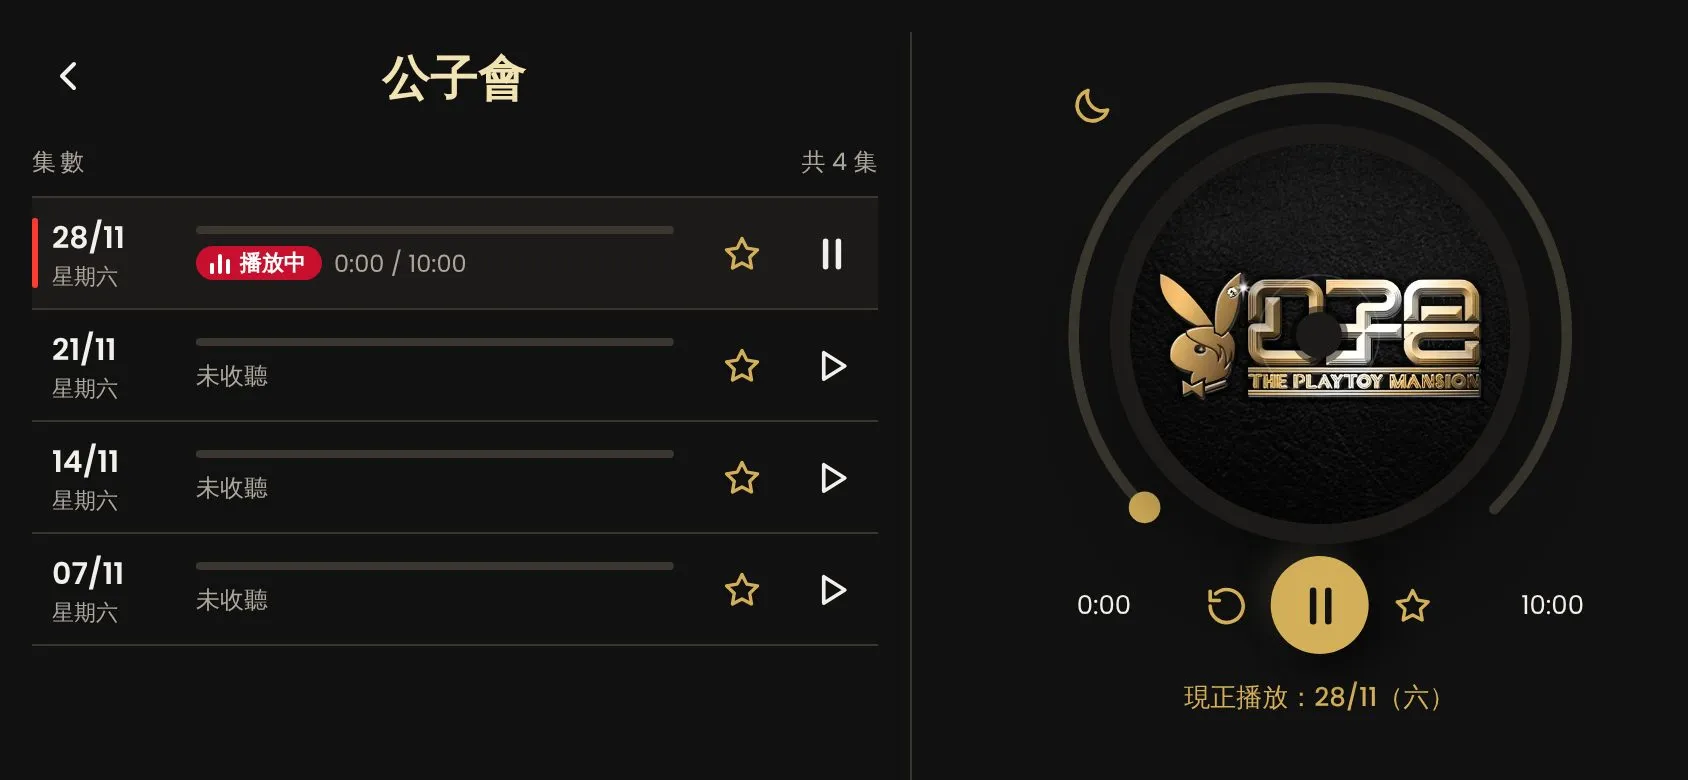 公子會
集數
共 4 集
28/11
星期六
播放中
0:00 / 10:00
21/11
星期六
未收聽
14/11
星期六
未收聽
07/11
星期六
未收聽
THE PLAYTOY MANSION
0:00
10:00
現正播放：28/11（六）